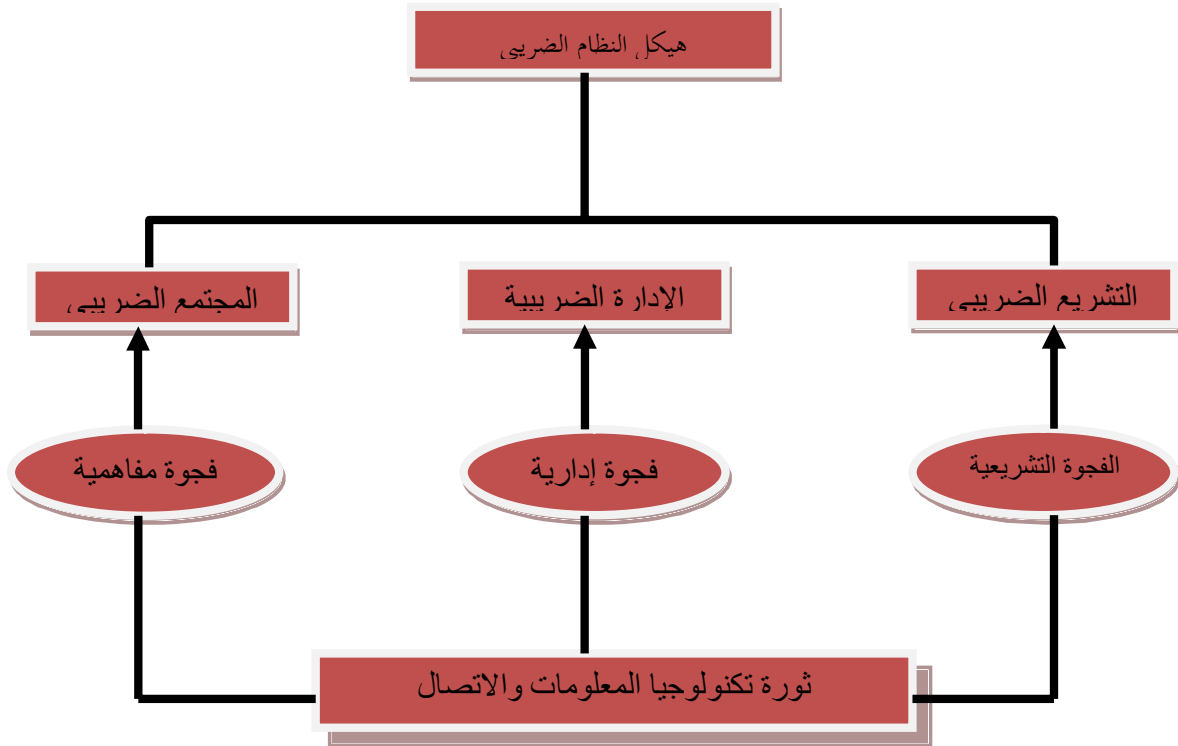 هيكل النظام الضريبي
التشريع الضريبي
الإدارة الضريبية
المجتمع الضريبي
الفجوة التشريعية
فجوة إدارية
فجوة مفاهمية
ثورة تكنولوجيا المعلومات والاتصال